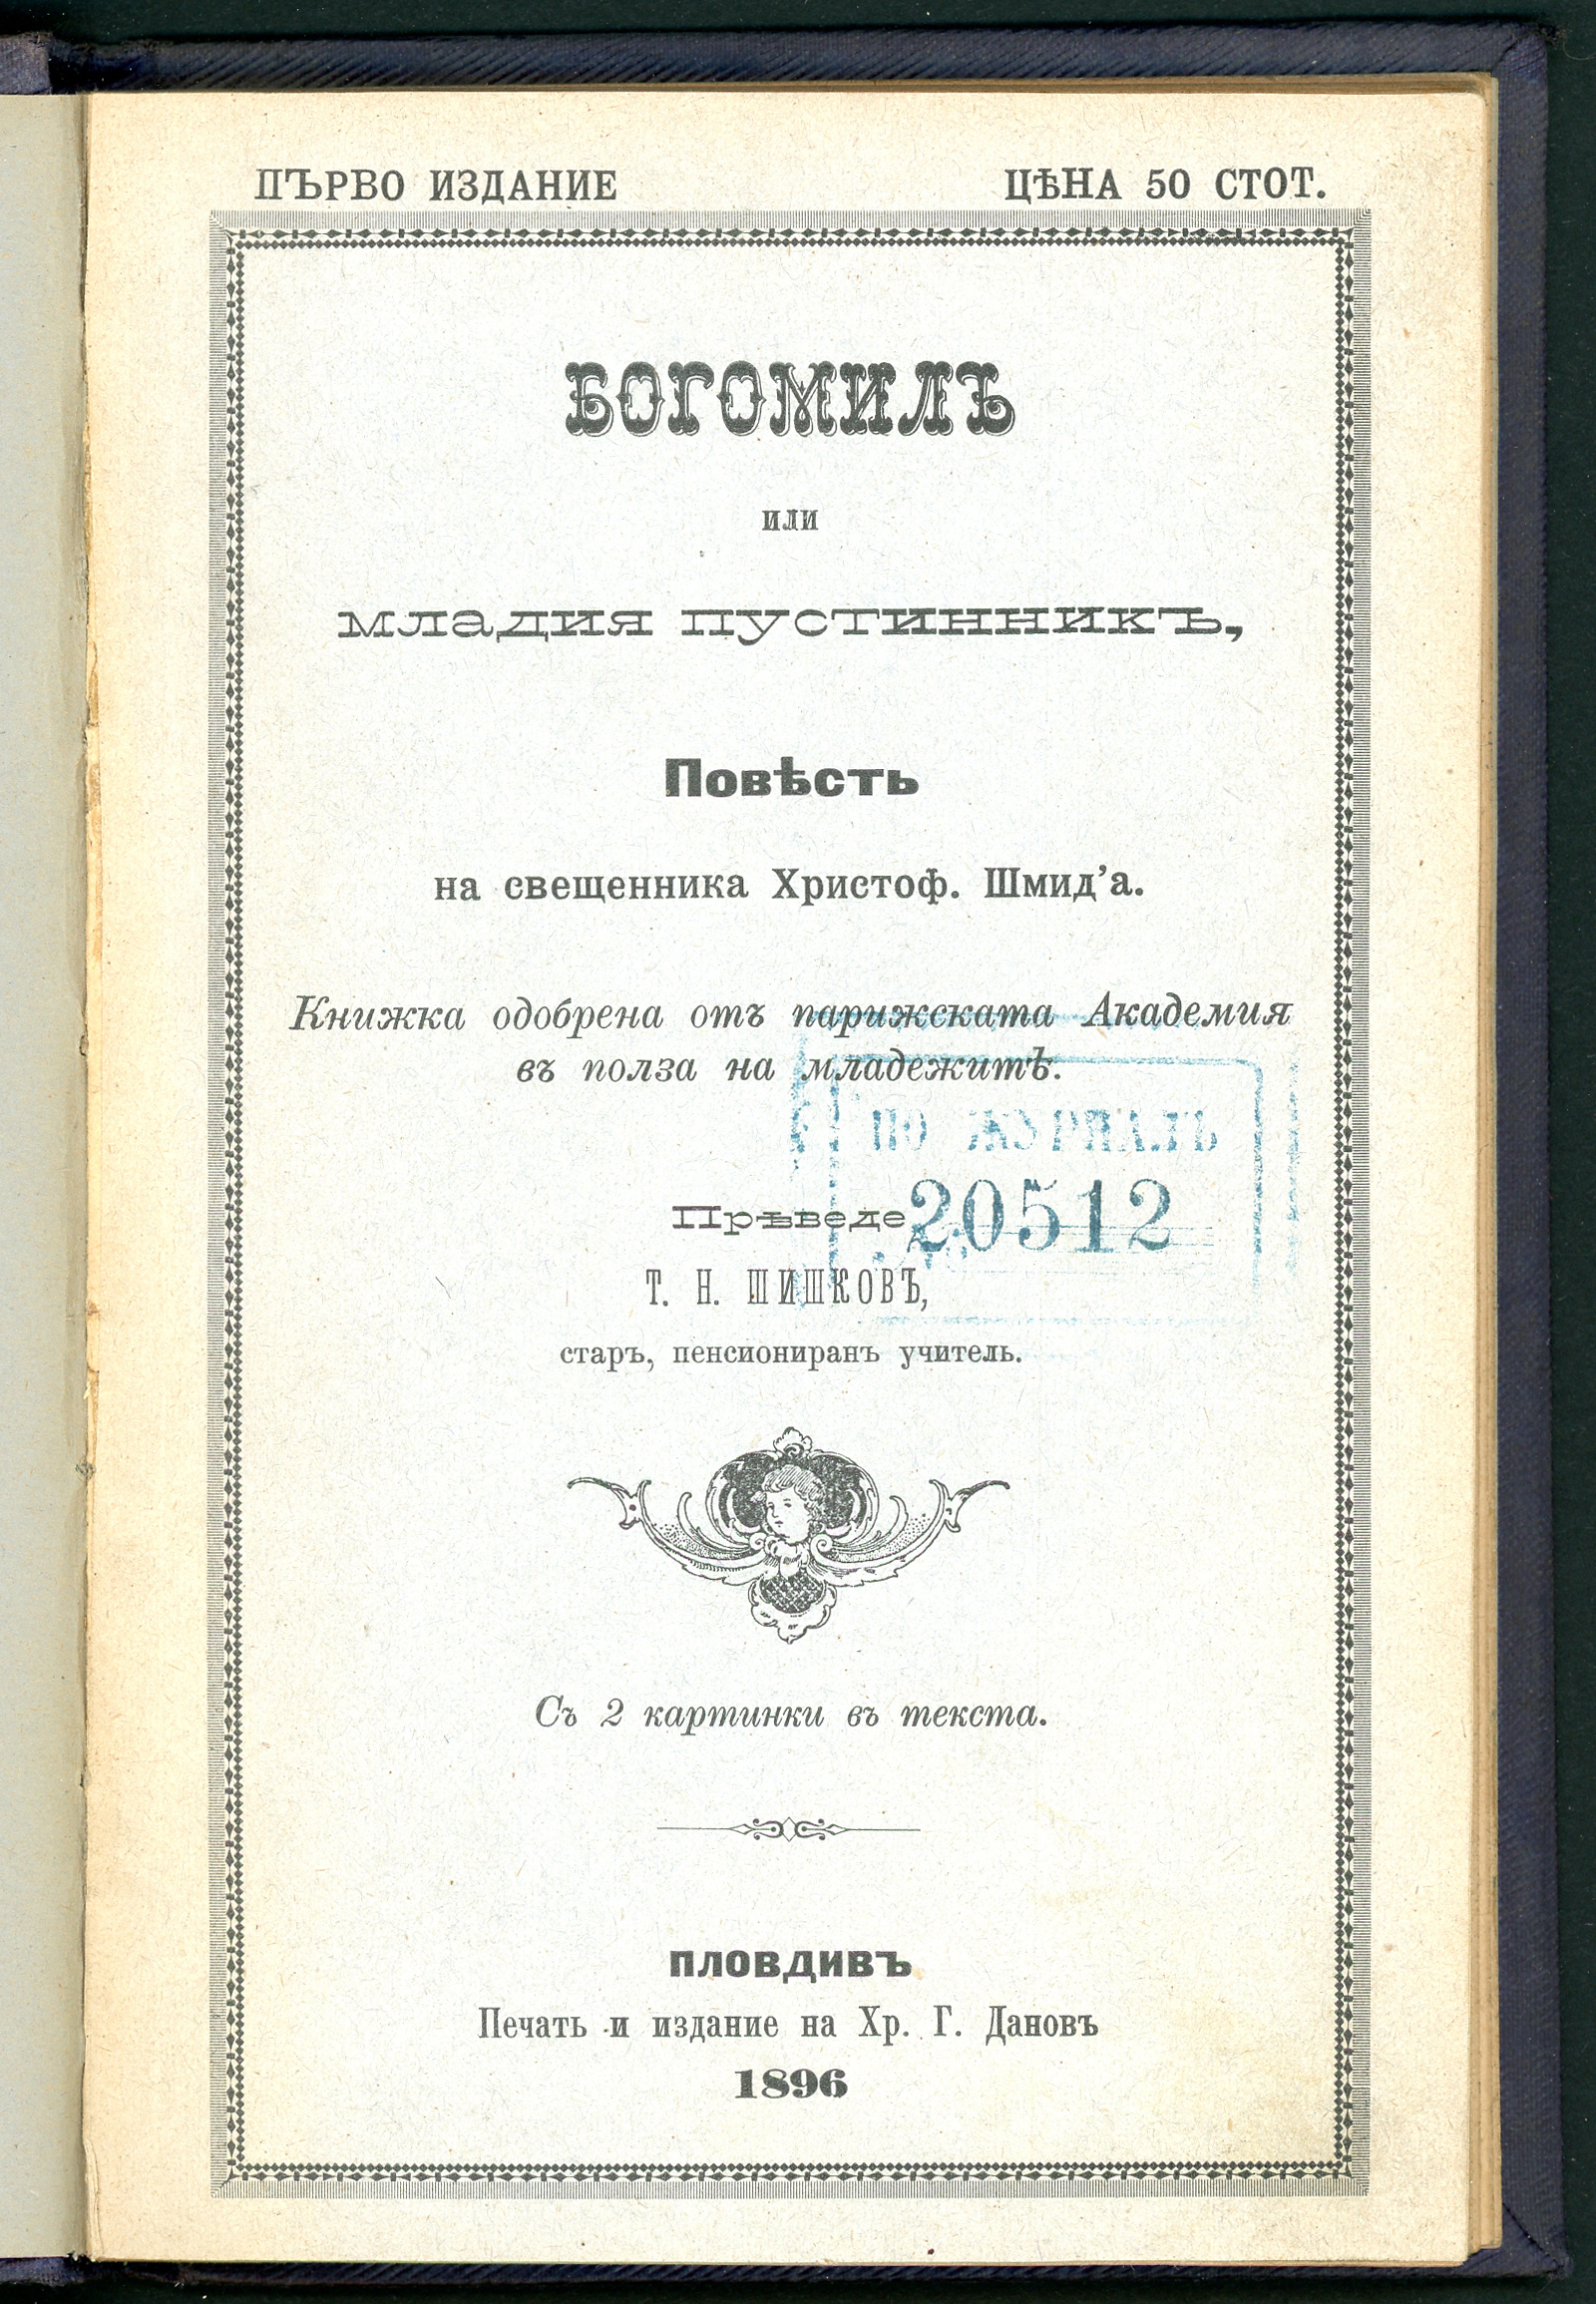 ПЪРВО ИЗДАНИЕ ЦѢНА 50 СТОТ.
БОГОМИЛЪ
или
младия пустинникъ,
Повѣсть
на свещенника Христоф. Шмид’а.
Книжка одобрена отъ парижската Академия
въ полза на младежитѣ.
ПО ЖУРНАЛЪ
20512
Прѣведе
Т. Н. ШИШКОВЪ,
старъ, пенсиониранъ учитель.
Съ 2 картинки въ текста.
ПЛОВДИВЪ
Печать и издание на Хр. Г. Дановъ
1896